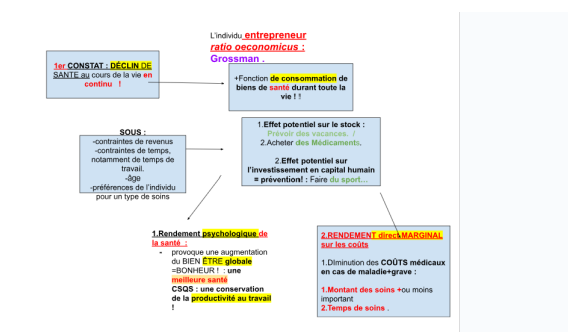 L'individu entrepreneur
ratio oeconomicus :
Grossman .
1er CONSTAT : DÉCLIN DE
SANTE au cours de la vie en
continu !
+Fonction de consommation de
biens de santé durant toute la
vie ! !
SOUS :
-contraintes de revenus
-contraintes de temps,
notamment de temps de
travail.
-âge
-préférences de l'individu
pour un type de soins
1.Effet potentiel sur le stock :
Prévoir des vacances. /
2.Acheter des Médicaments.
2.Effet potentiel sur
l'investissement en capital humain
= prévention! : Faire du sport…
1.Rendement psychologique de
la santé :
- provoque une augmentation
du BIEN ÊTRE globale
=BONHEUR ! : une
meilleure santé
CSQS : une conservation
de la productivité au travail
!
2.RENDEMENT direct MARGINAL
sur les coûts
1.DIminution des COÛTS médicaux
en cas de maladie+grave :
1.Montant des soins +ou moins
important
2.Temps de soins .